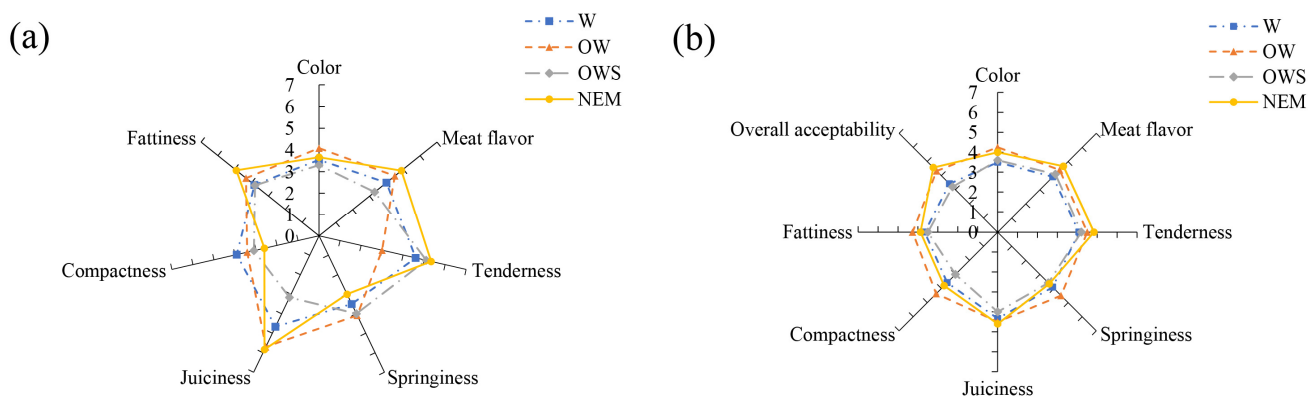 (a)
W
OW
OWS
NEM
Color
7
6
5
4
3
2
1
0
Meat flavor
Tenderness
Springiness
Juiciness
Compactness
Fattiness
(b)
W
OW
OWS
NEM
Color
7
6
5
4
3
2
1
0
Meat flavor
Tenderness
Springiness
Juiciness
Compactness
Fattiness
Overall acceptability